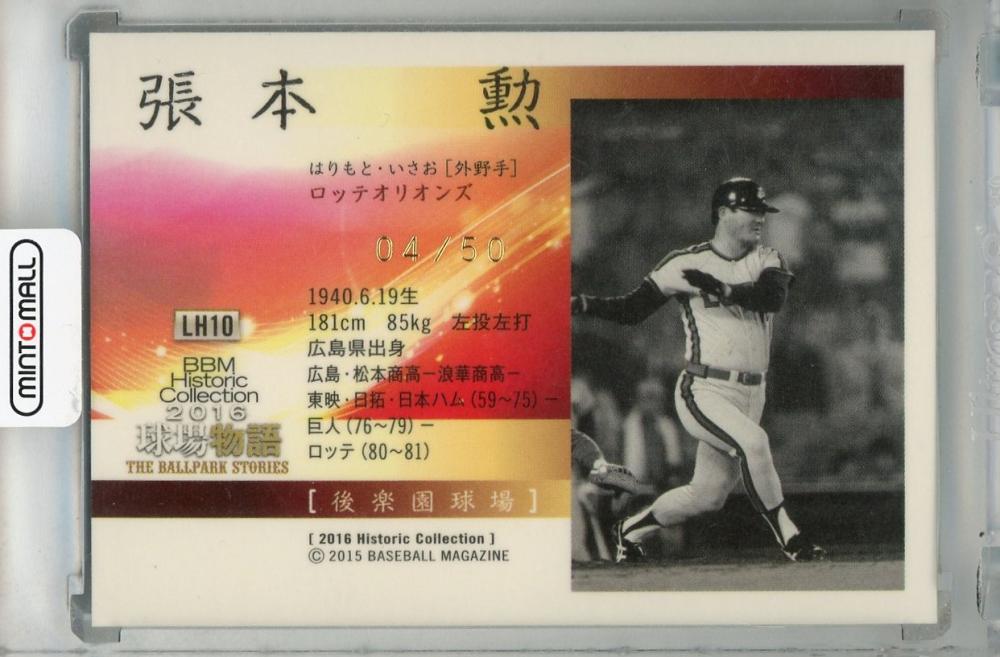 張本 勲
はりもと・いさお［外野手］
ロッテオリオンズ
04/50
1940.6.19生
181cm 85kg 左投左打
広島県出身
広島・松本商高ー浪華商高ー
東映・日拓・日本ハム（59〜75）ー
巨人（76〜79）ー
ロッテ（80〜81）
LH10
BBM
Historic
Collection
2016
球場物語
THE BALLPARK STORIES
［後楽園球場］
[ 2016 Historic Collection ]
© 2015 BASEBALL MAGAZINE
MINTOMALL